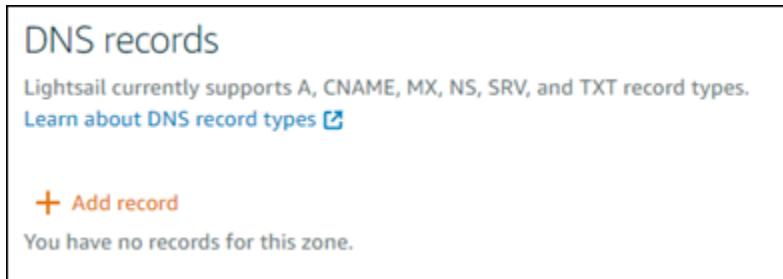 DNS records
Lightsail currently supports A, CNAME, MX, NS, SRV, and TXT record types.
Learn about DNS record types
+ Add record
You have no records for this zone.